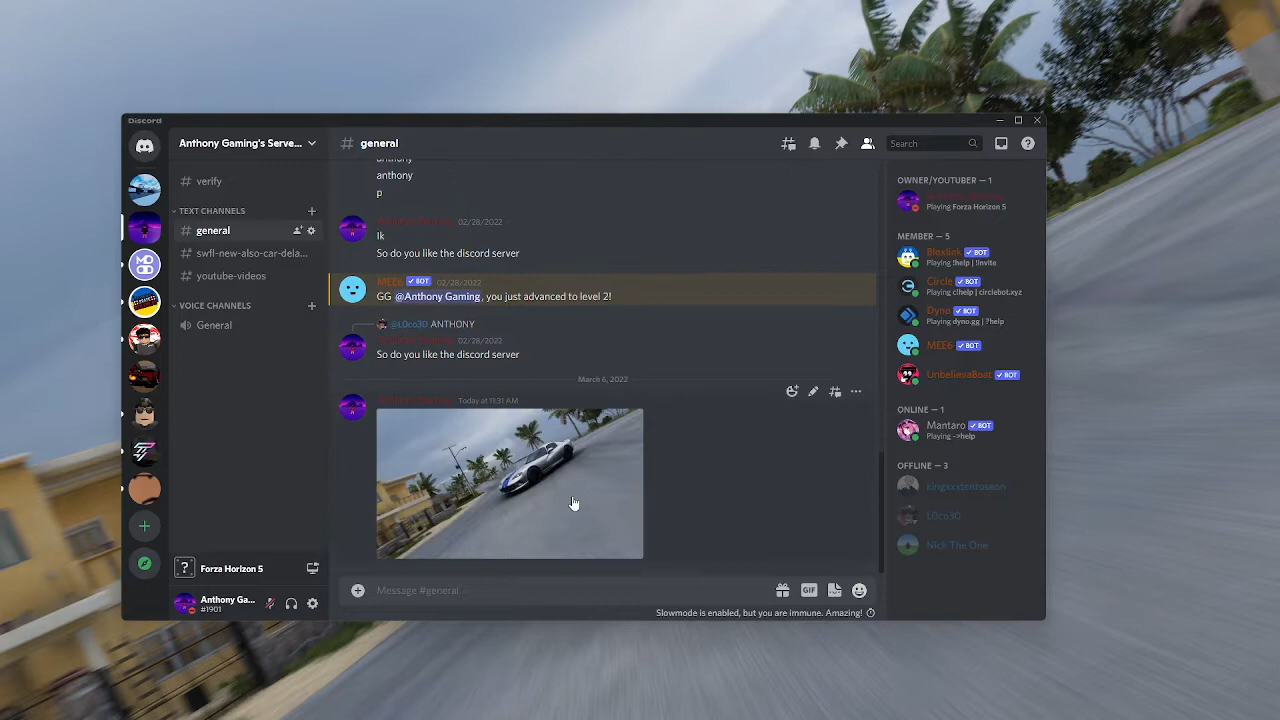 Discord
Anthony Gaming's Serve...
general
Search
verify
TEXT CHANNELS
general
swfl-new-also-car-dela...
youtube-videos
VOICE CHANNELS
General
Forza Horizon 5
Anthony Ga...
#1901
anthony
anthony
p
02/28/2022
lk
So do you like the discord server
MEE6 BOT 02/28/2022
GG @Anthony Gaming, you just advanced to level 2!
@L0co3D ANTHONY
02/28/2022
So do you like the discord server
March 6, 2022
Today at 11:31 AM
Message #general
GIF
Slowmode is enabled, but you are immune. Amazing!
OWNER/YOUTUBER — 1
Playing Forza Horizon 5
MEMBER — 5
Bloxlink BOT
Playing !help | !invite
Circle BOT
Playing c!help | circlebot.xyz
Dyno BOT
Playing dyno.gg | ?help
MEE6 BOT
UnbelievaBoat BOT
ONLINE — 1
Mantaro BOT
Playing ->help
OFFLINE — 3
L0co3D
Nick The One